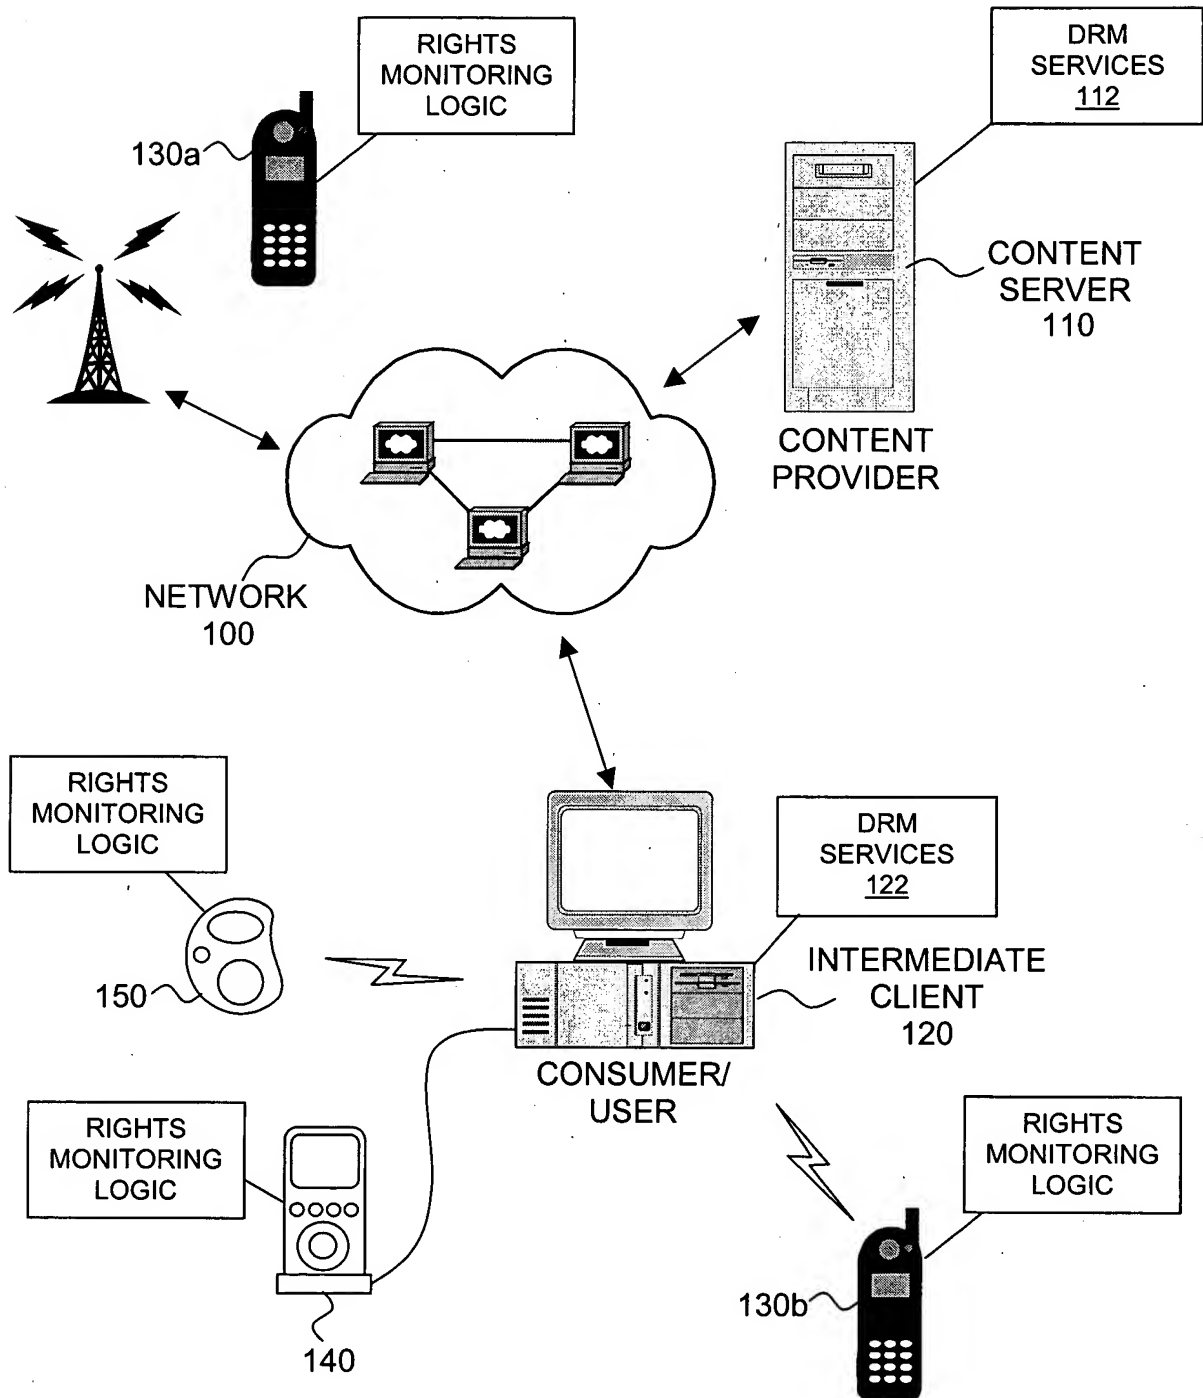 RIGHTS
MONITORING
LOGIC
130a
DRM
SERVICES
112
CONTENT
SERVER
110
CONTENT
PROVIDER
NETWORK
100
RIGHTS
MONITORING
LOGIC
150
DRM
SERVICES
122
INTERMEDIATE
CLIENT
120
CONSUMER/
USER
RIGHTS
MONITORING
LOGIC
140
RIGHTS
MONITORING
LOGIC
130b